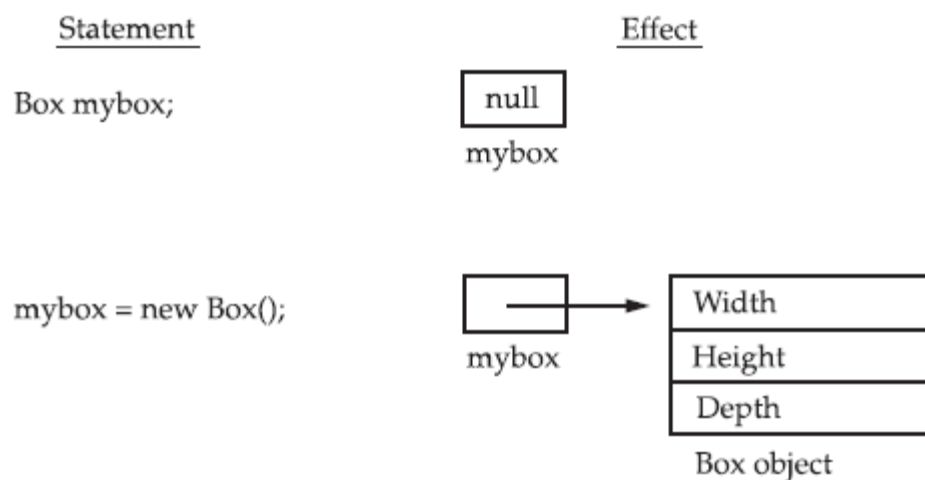 Statement
Effect
Box mybox;
null
mybox
mybox = new Box();
mybox
Width
Height
Depth
Box object